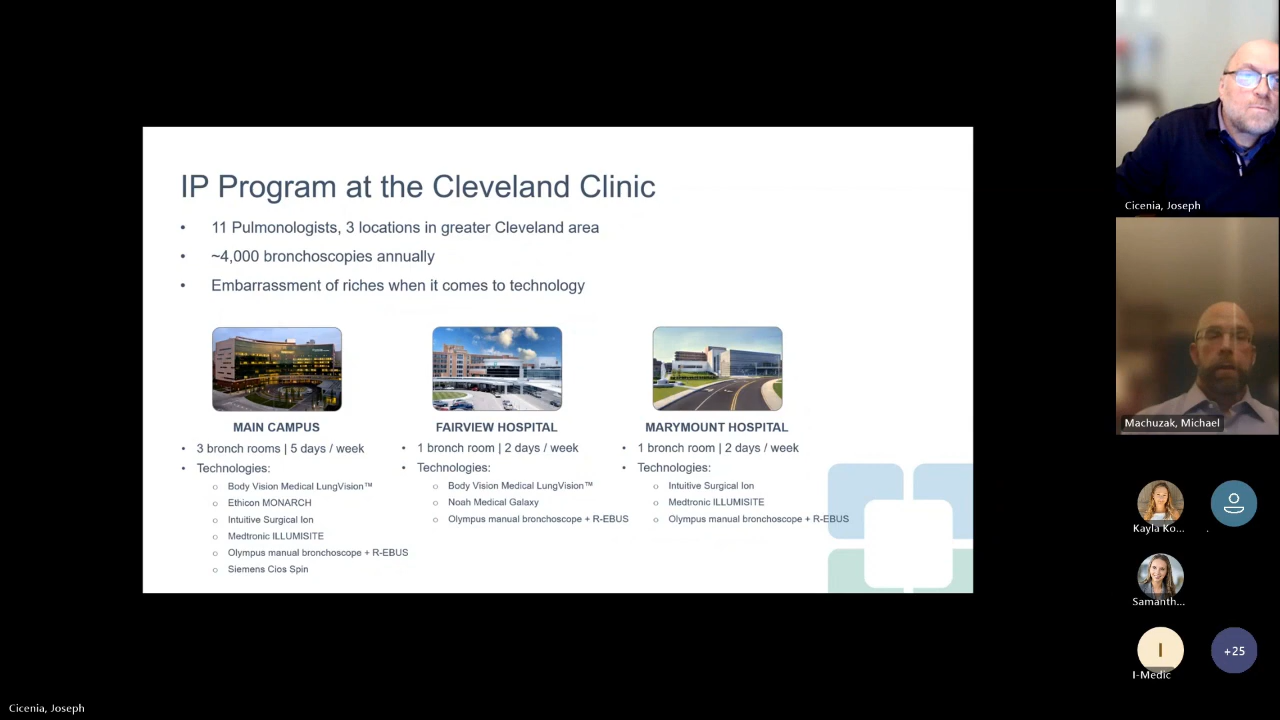 IP Program at the Cleveland Clinic
• 11 Pulmonologists, 3 locations in greater Cleveland area
• ~4,000 bronchoscopies annually
• Embarrassment of riches when it comes to technology
MAIN CAMPUS
• 3 bronch rooms | 5 days / week
• Technologies:
○ Body Vision Medical LungVision™
○ Ethicon MONARCH
○ Intuitive Surgical Ion
○ Medtronic ILLUMISITE
○ Olympus manual bronchoscope + R-EBUS
○ Siemens Cios Spin
FAIRVIEW HOSPITAL
• 1 bronch room | 2 days / week
• Technologies:
○ Body Vision Medical LungVision™
○ Noah Medical Galaxy
○ Olympus manual bronchoscope + R-EBUS
MARYMOUNT HOSPITAL
• 1 bronch room | 2 days / week
• Technologies:
○ Intuitive Surgical Ion
○ Medtronic ILLUMISITE
○ Olympus manual bronchoscope + R-EBUS
Cicenia, Joseph
Machuzak, Michael
Kayla Ko...
.
Samanth...
I
I-Medic
+25
Cicenia, Joseph